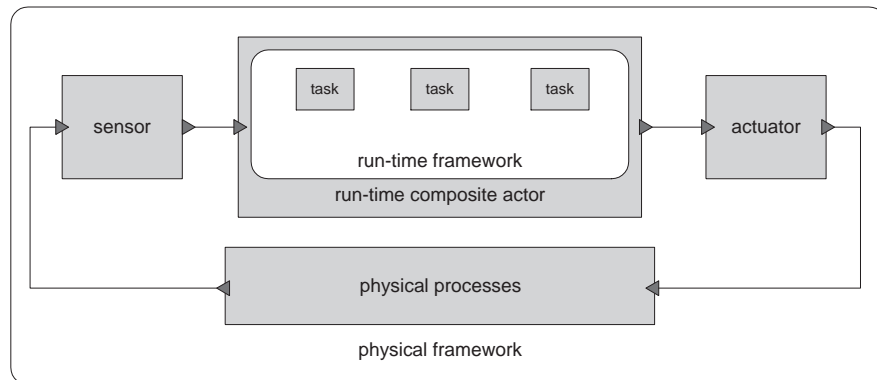 task
task
task
sensor
actuator
run-time framework
run-time composite actor
physical processes
physical framework